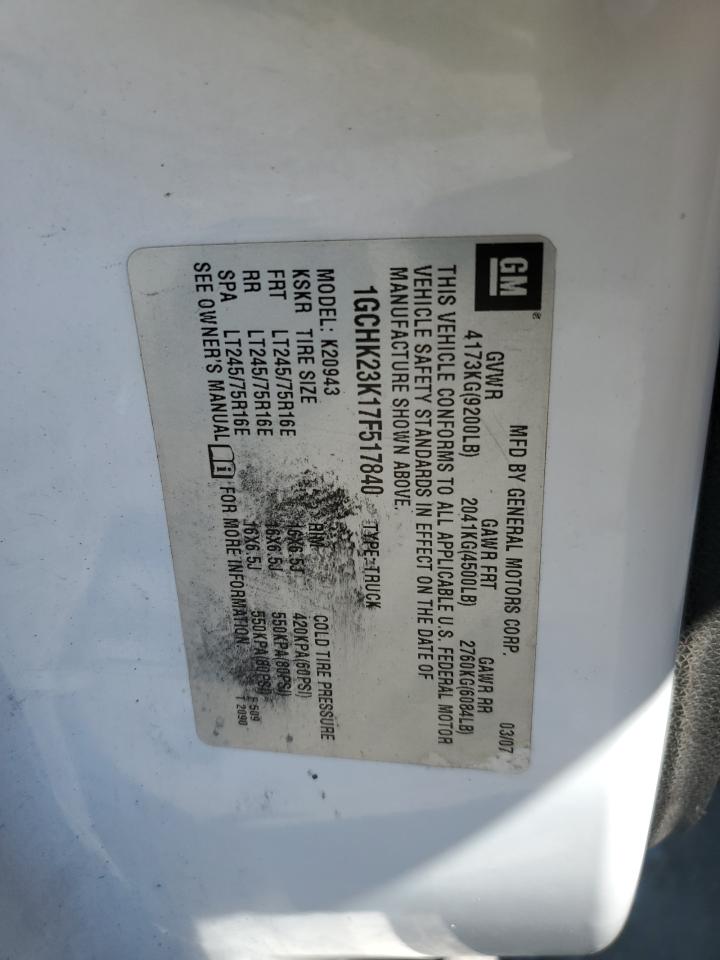 GM®
MFD BY GENERAL MOTORS CORP. 03/07
GVWR GAWR FRT GAWR RR
4173KG(9200LB) 2041KG(4500LB) 2760KG(6084LB)
THIS VEHICLE CONFORMS TO ALL APPLICABLE U.S. FEDERAL MOTOR
VEHICLE SAFETY STANDARDS IN EFFECT ON THE DATE OF
MANUFACTURE SHOWN ABOVE.
1GCHK23K17F517840 TYPE: TRUCK
MODEL: K20943
KSKR TIRE SIZE RIM COLD TIRE PRESSURE
FRT LT245/75R16E 16X6.5J 420KPA(60PSI)
RR LT245/75R16E 16X6.5J 550KPA(80PSI)
SPA LT245/75R16E 16X6.5J 550KPA(80PSI)
SEE OWNER'S MANUAL FOR MORE INFORMATION
F 509
T 2090